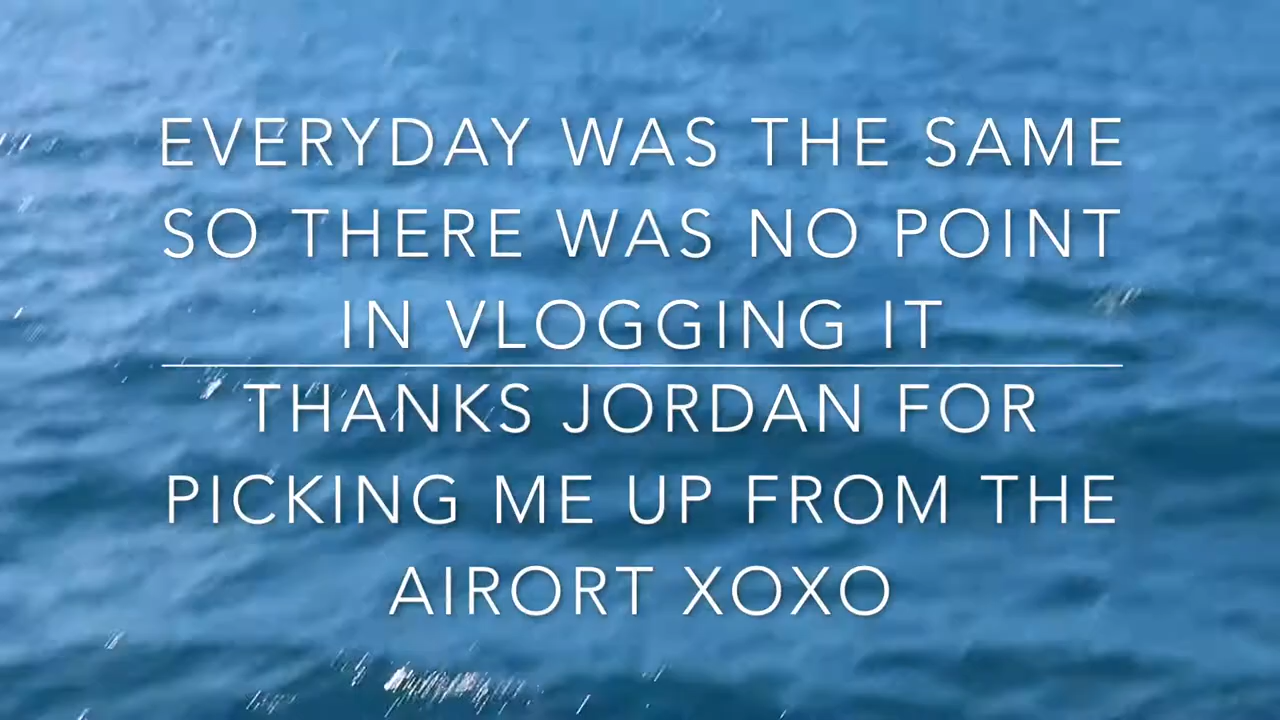 EVERYDAY WAS THE SAME
SO THERE WAS NO POINT
IN VLOGGING IT
THANKS JORDAN FOR
PICKING ME UP FROM THE
AIRORT XOXO